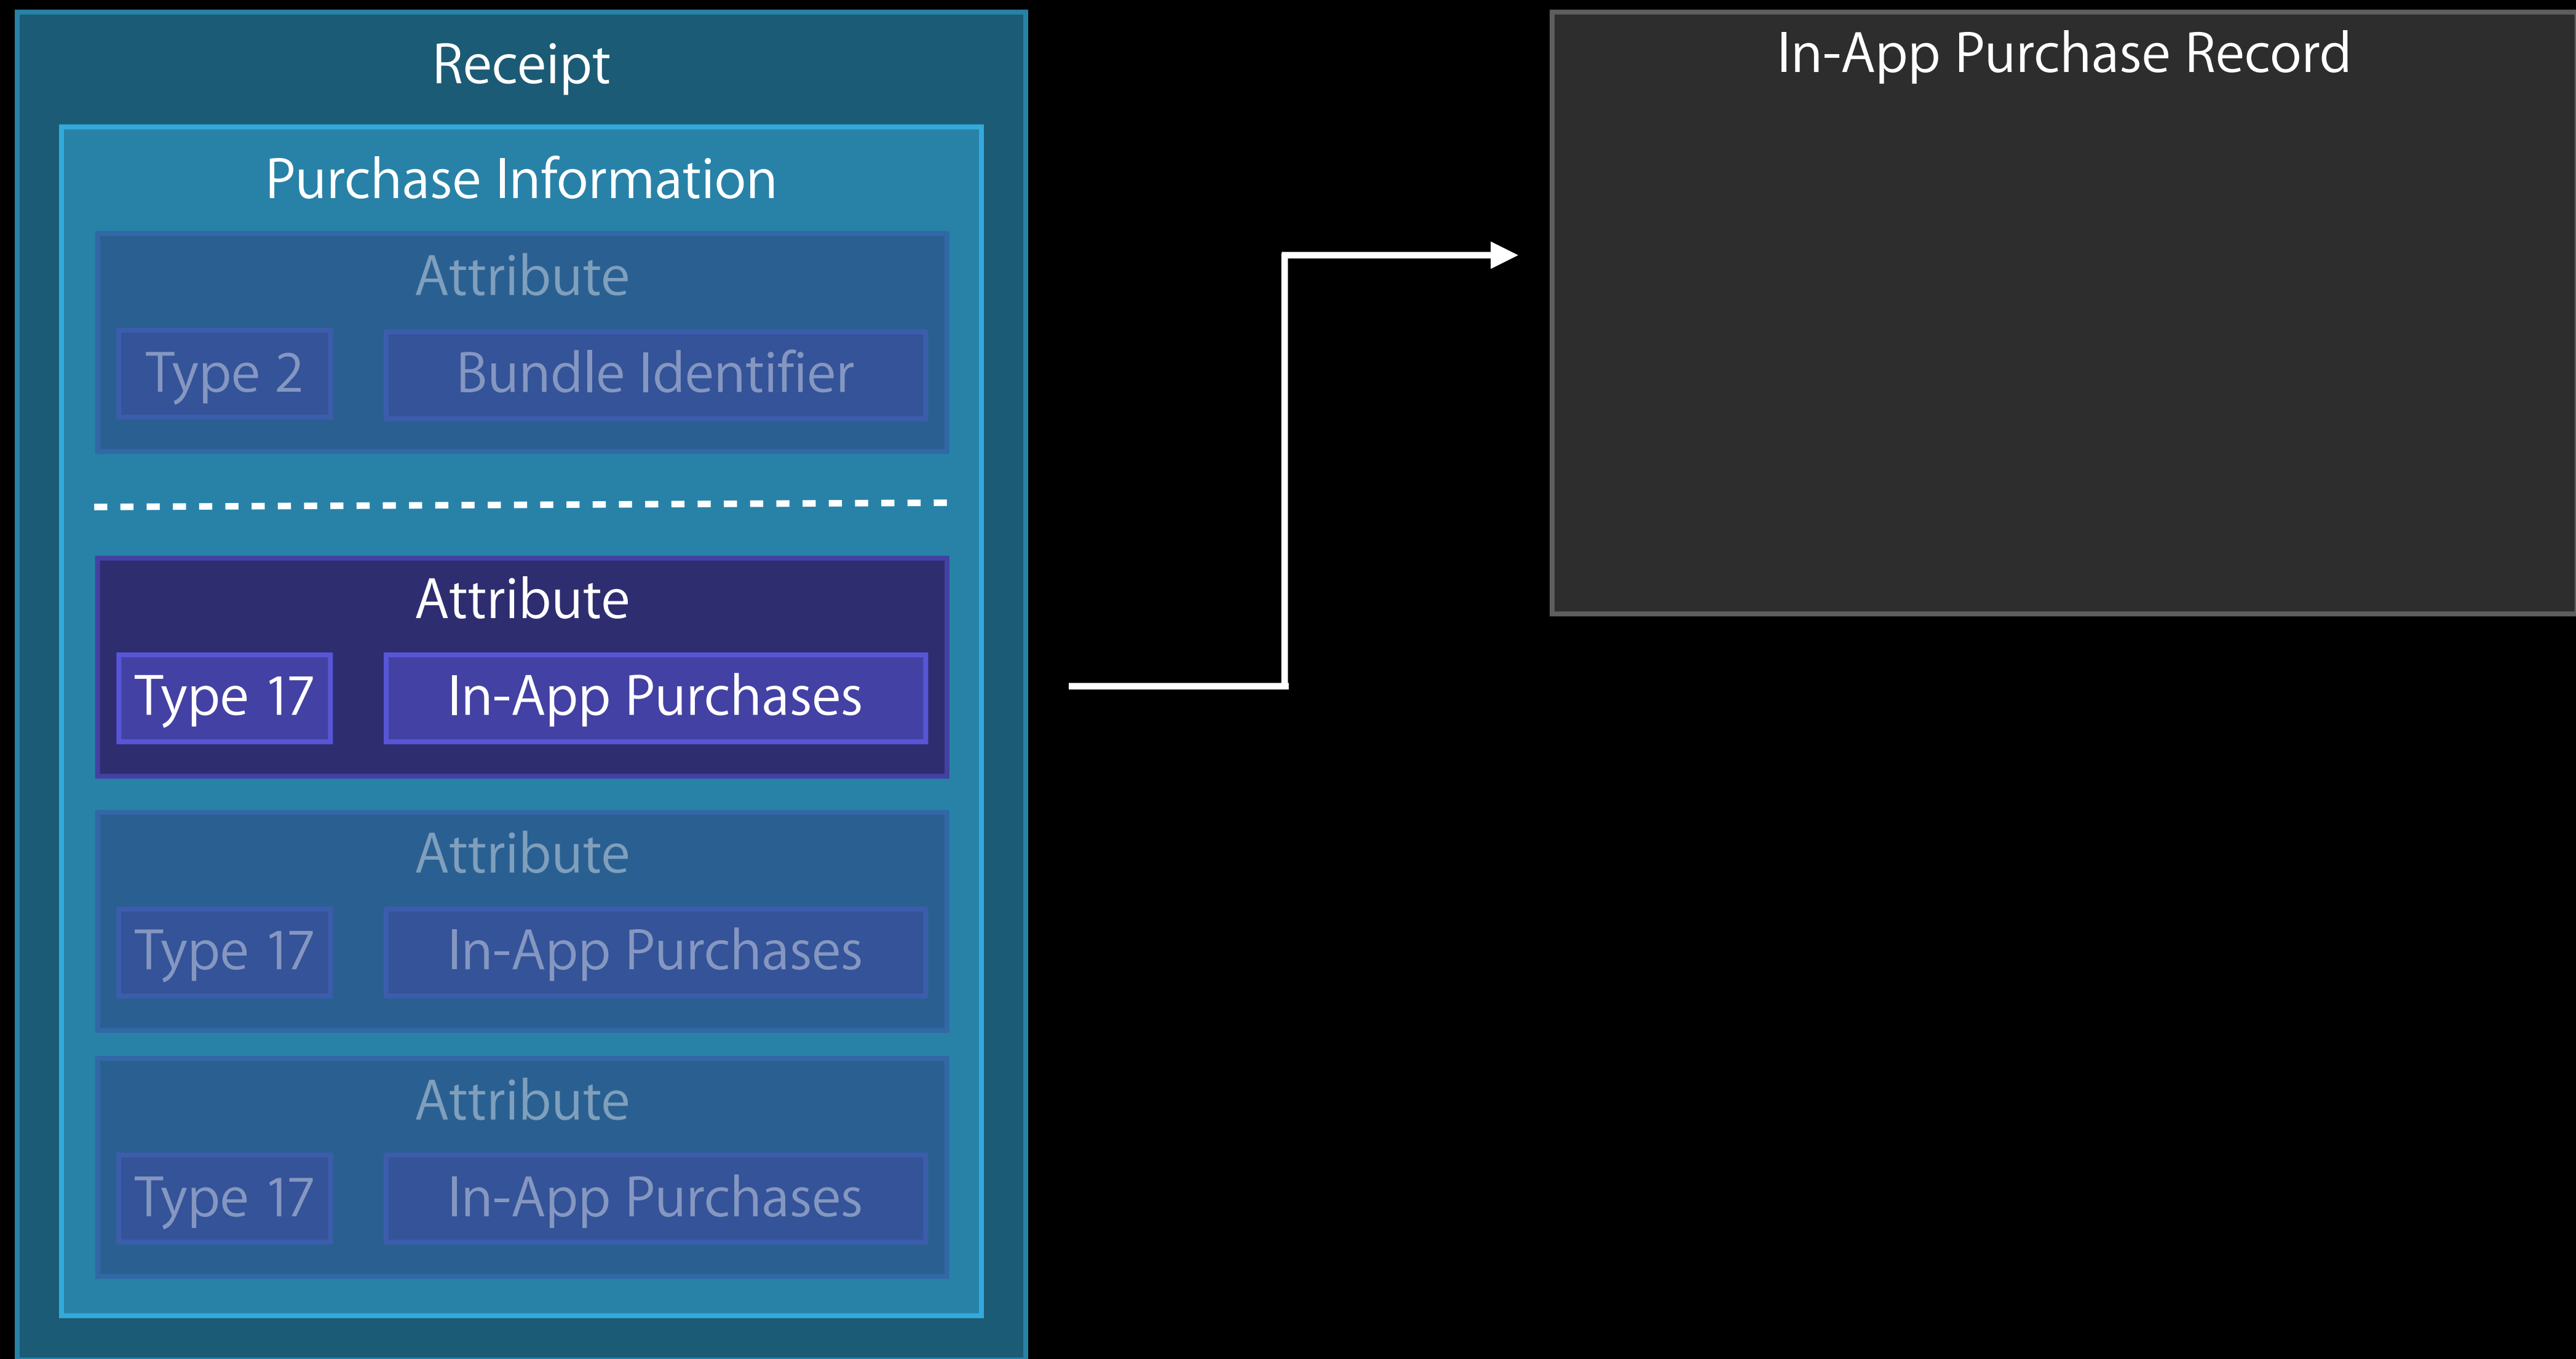 Receipt
Purchase Information
Attribute
Type 2
Bundle Identifier
Attribute
Type 17
In-App Purchases
Attribute
Type 17
In-App Purchases
Attribute
Type 17
In-App Purchases
In-App Purchase Record